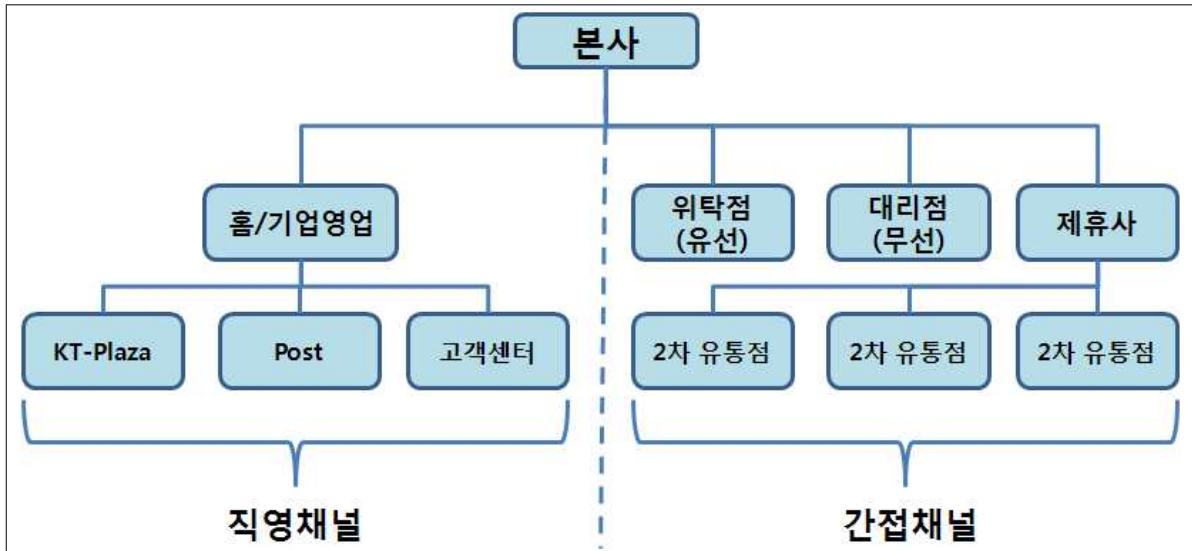 본사
홈/기업영업
위탁점
(유선)
대리점
(무선)
제휴사
KT-Plaza
Post
고객센터
2차 유통점
2차 유통점
2차 유통점
직영채널
간접채널